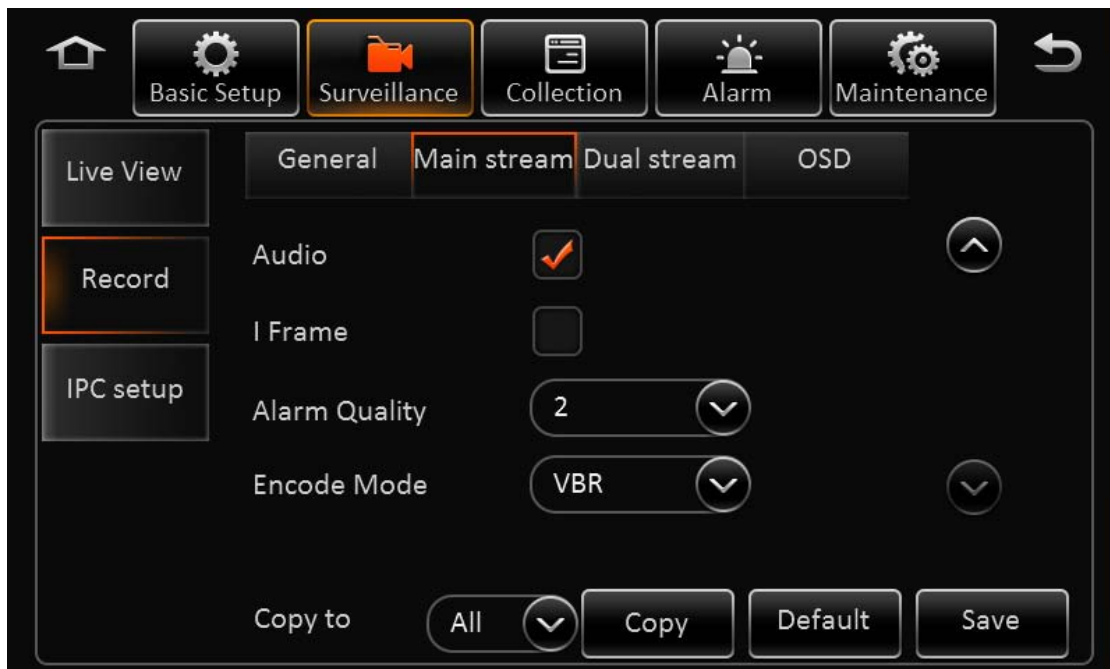 Basic Setup Surveillance Collection Alarm Maintenance
Live View
Record
IPC setup
General Main stream Dual stream OSD
Audio
I Frame
Alarm Quality 2
Encode Mode VBR
Copy to All Copy Default Save